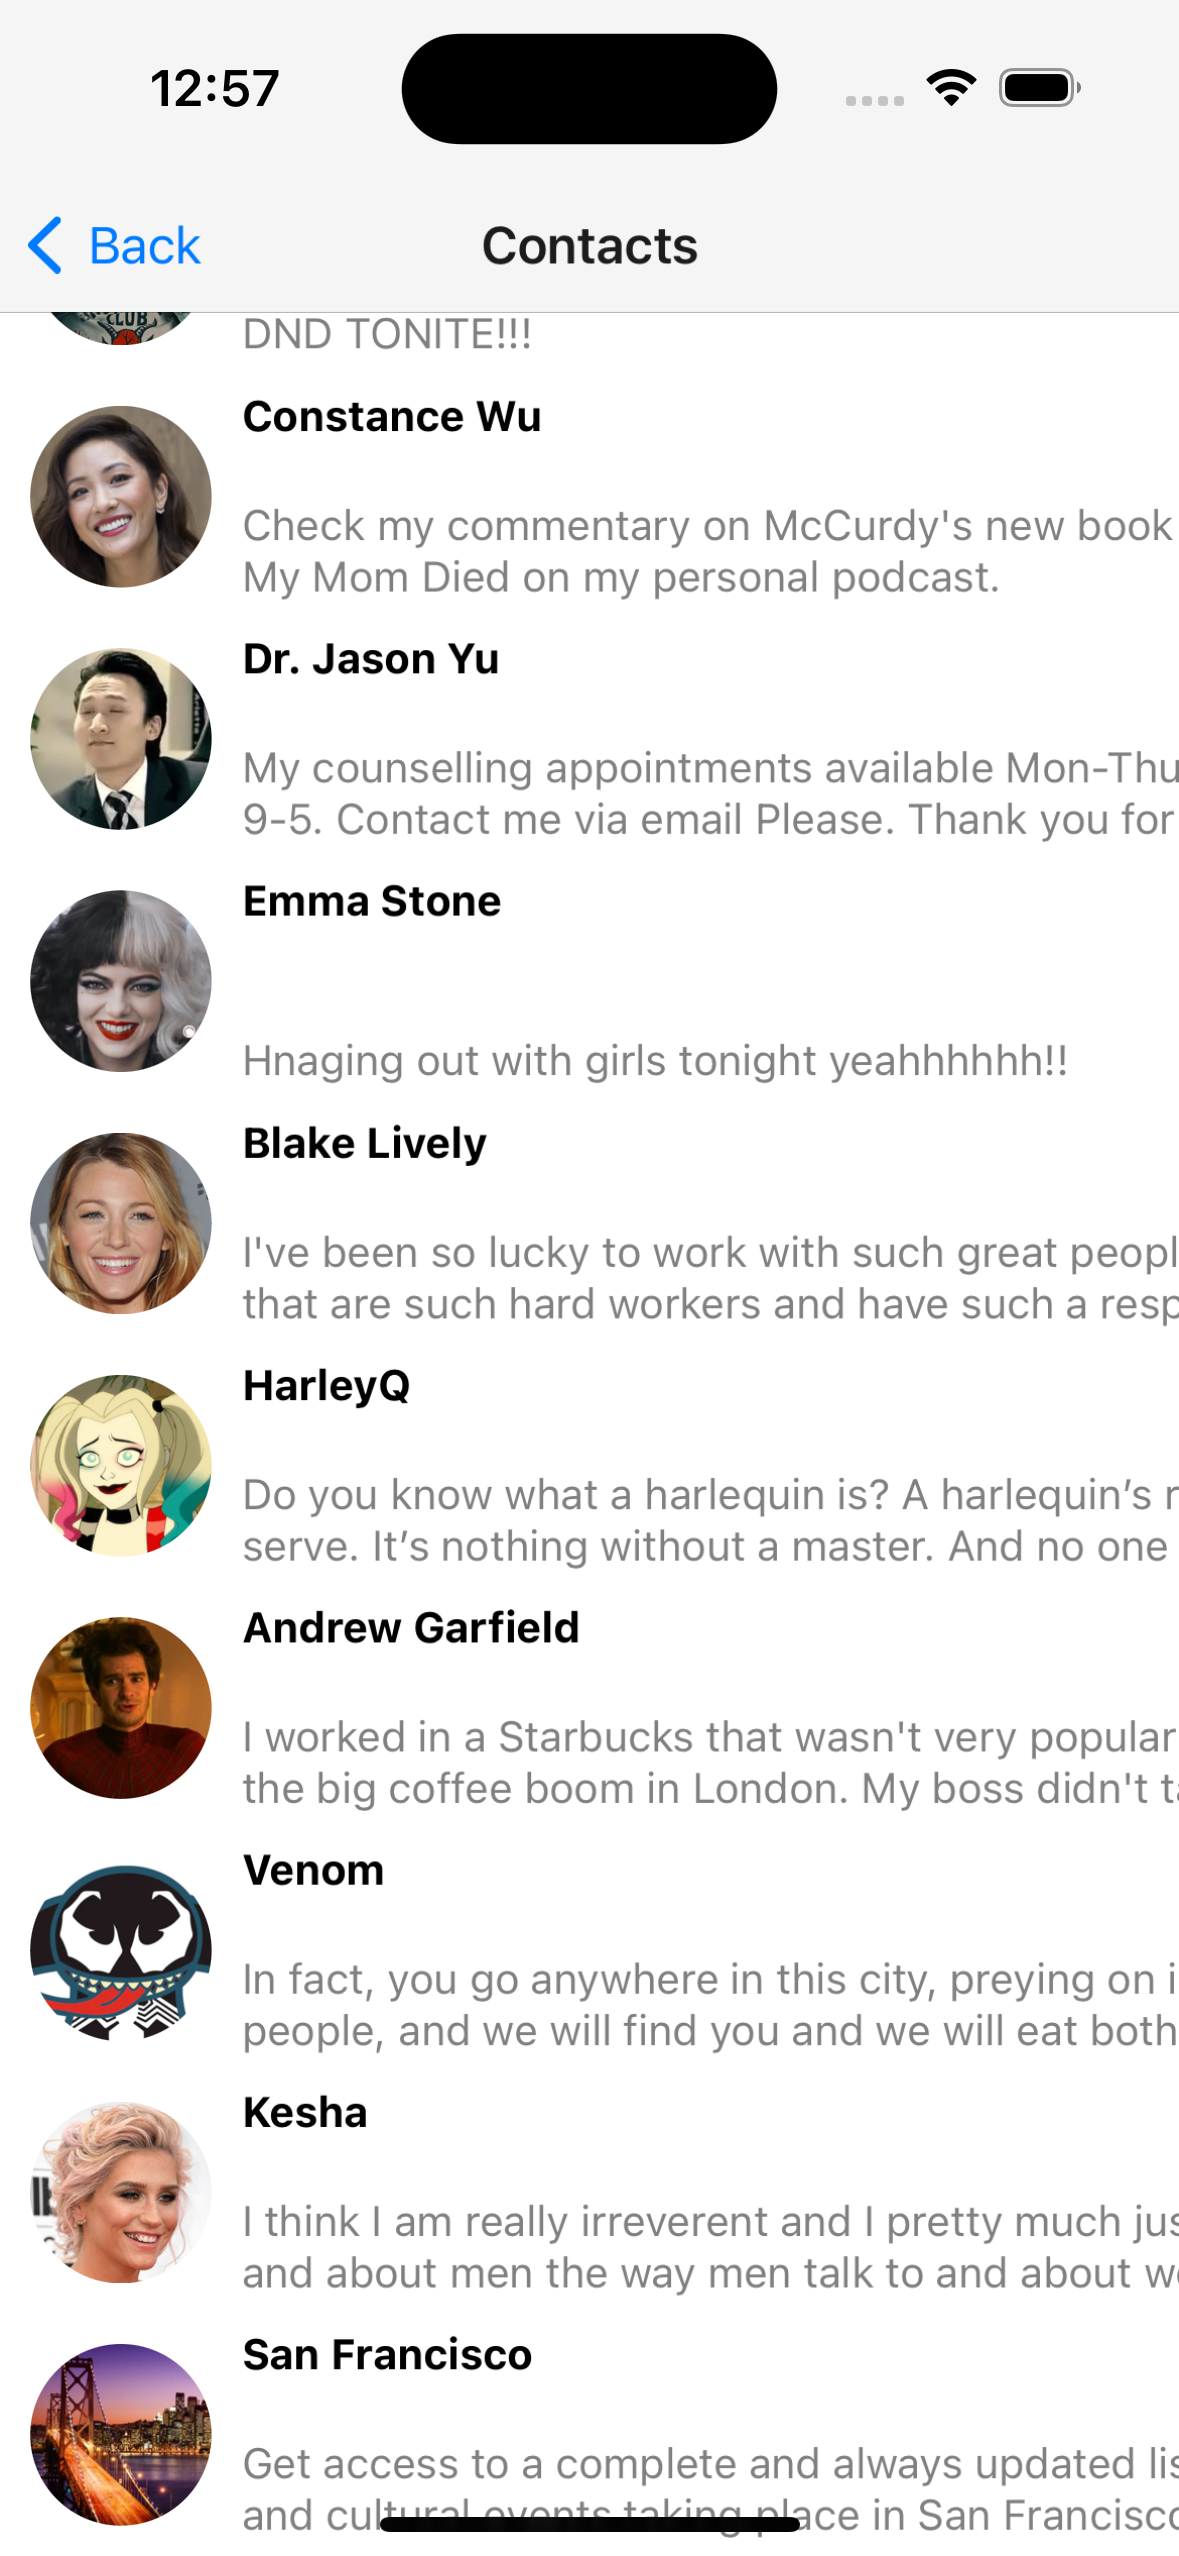 12:57
Back
Contacts
CLUB
DND TONITE!!!
Constance Wu
Check my commentary on McCurdy's new book
My Mom Died on my personal podcast.
Dr. Jason Yu
My counselling appointments available Mon-Thu
9-5. Contact me via email Please. Thank you for
Emma Stone
Hnaging out with girls tonight yeahhhhhh!!
Blake Lively
I've been so lucky to work with such great peopl
that are such hard workers and have such a resp
HarleyQ
Do you know what a harlequin is? A harlequin’s r
serve. It’s nothing without a master. And no one
Andrew Garfield
I worked in a Starbucks that wasn't very popular
the big coffee boom in London. My boss didn't ta
Venom
In fact, you go anywhere in this city, preying on i
people, and we will find you and we will eat both
Kesha
I think I am really irreverent and I pretty much jus
and about men the way men talk to and about we
San Francisco
Get access to a complete and always updated lis
and cultural events taking place in San Francisco